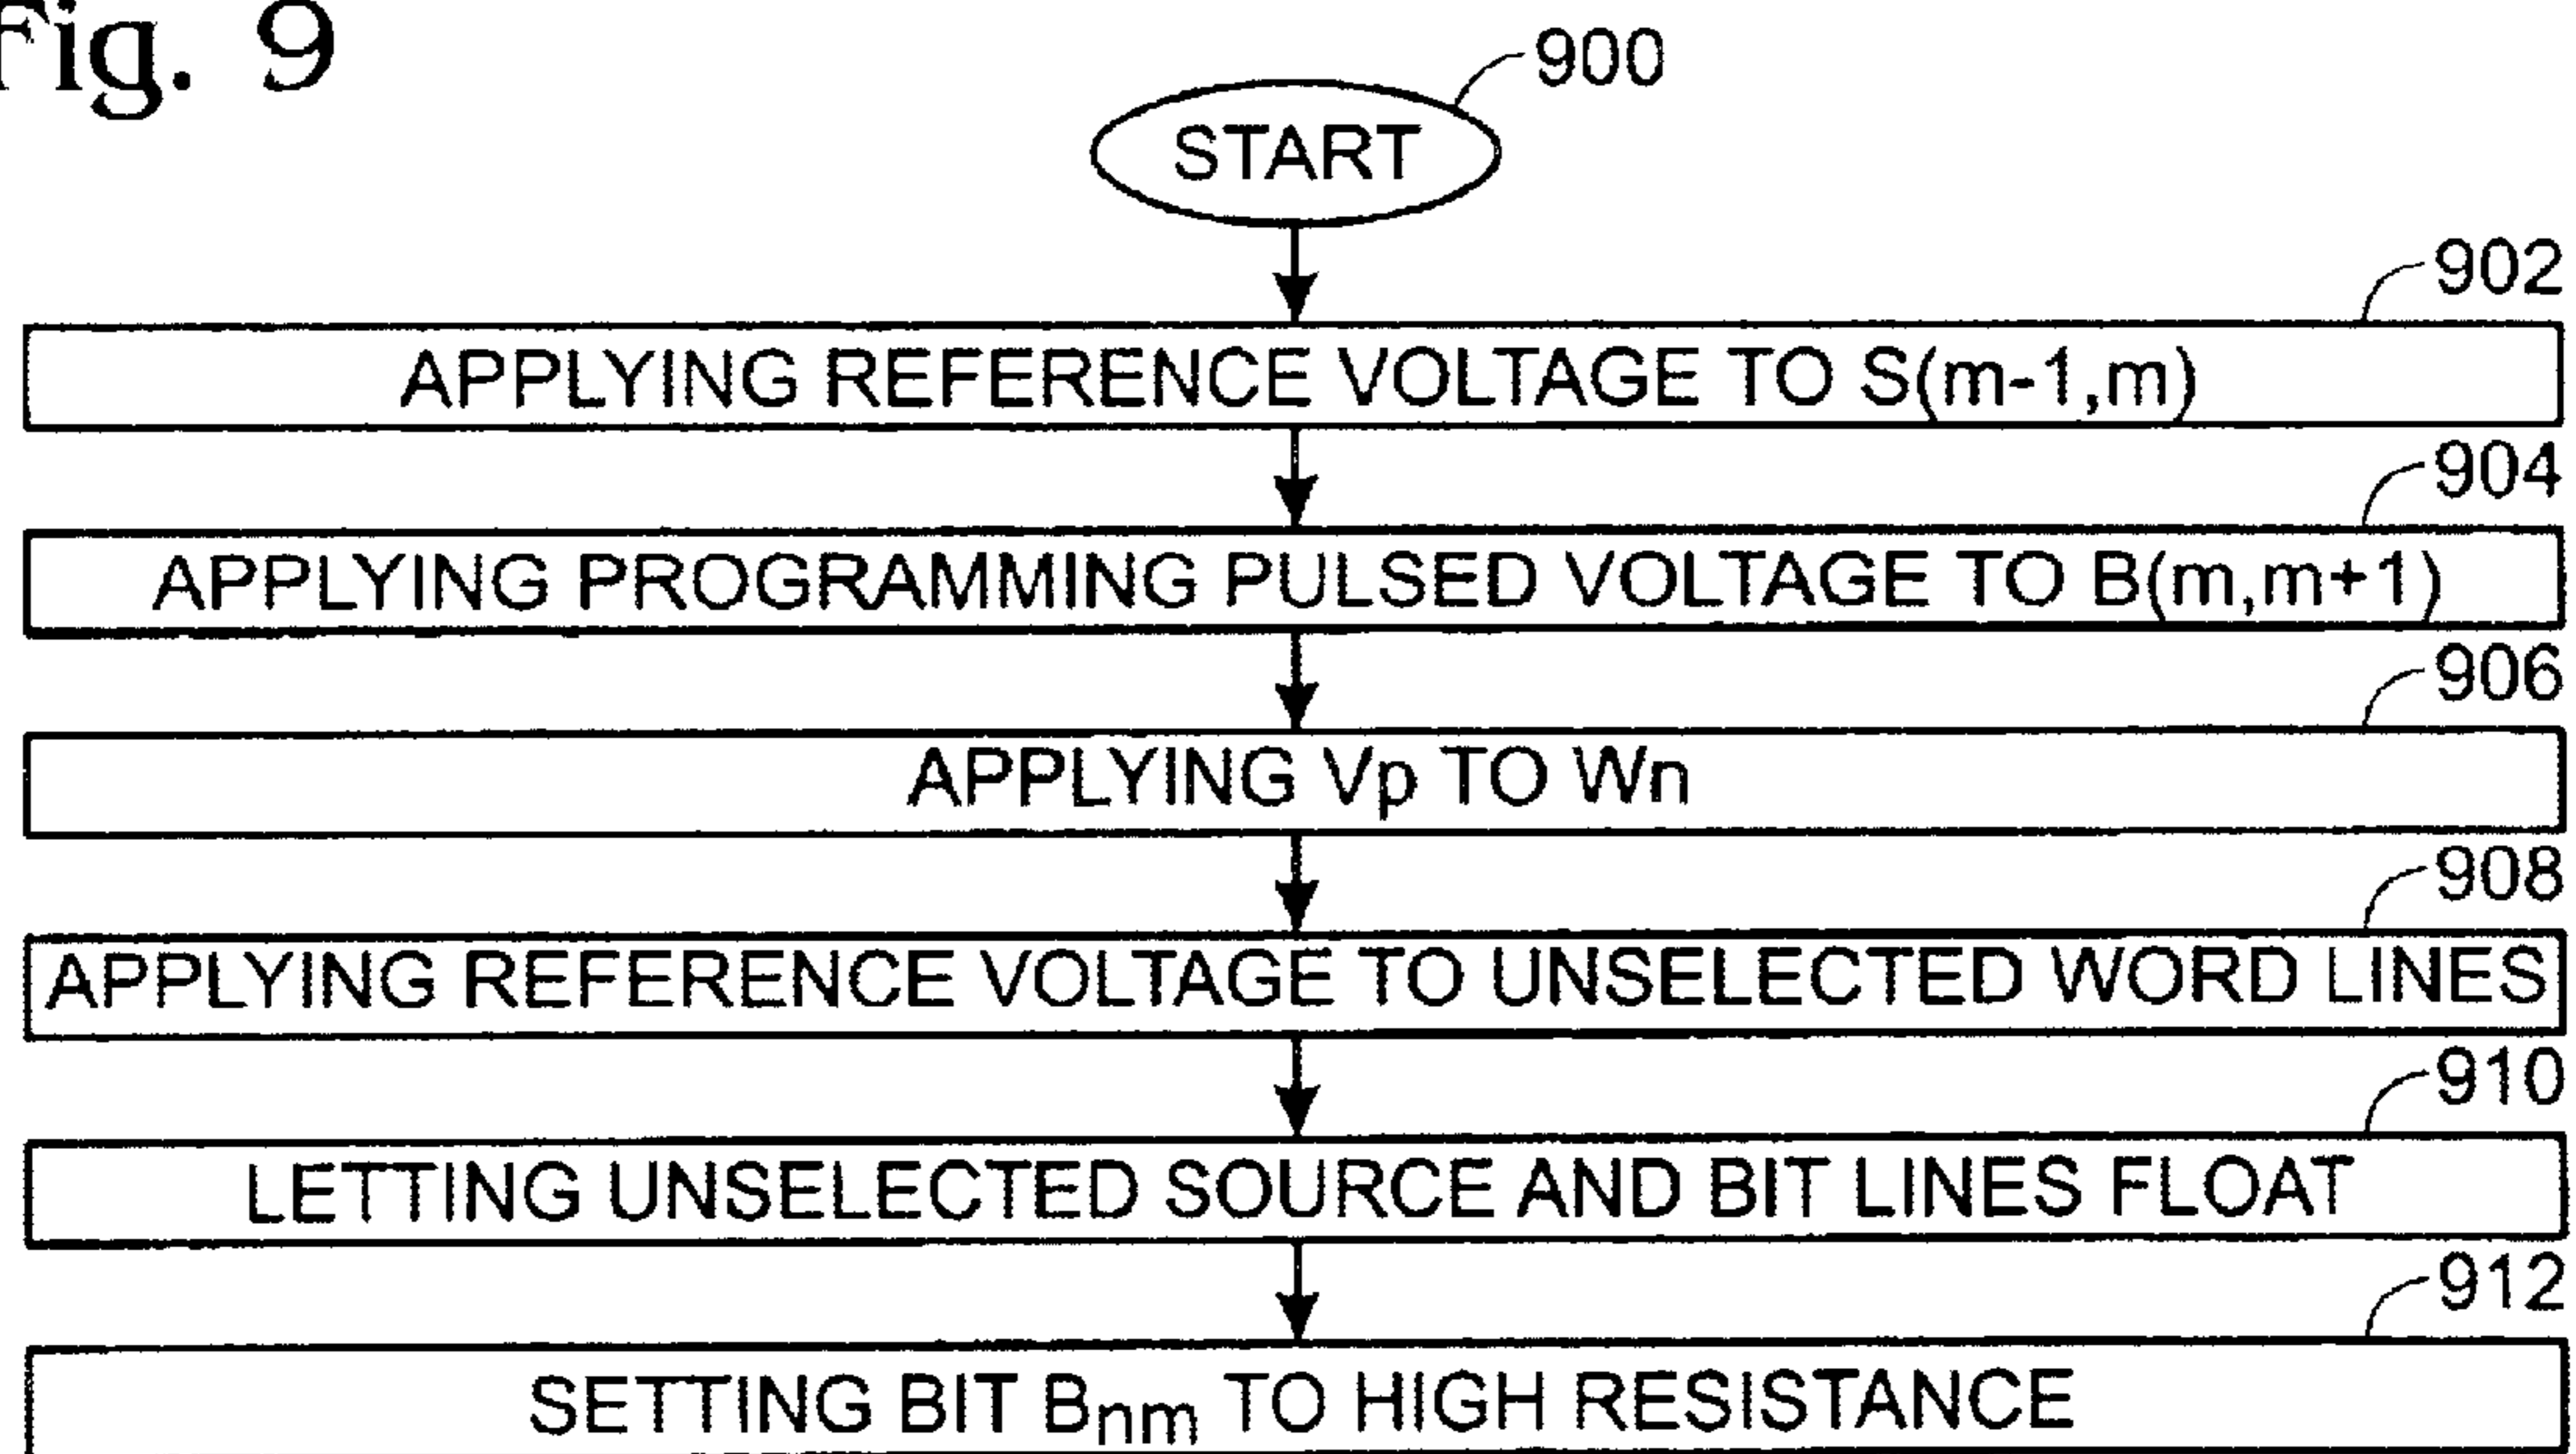 Fig. 9
900
START
902
APPLYING REFERENCE VOLTAGE TO S(m-1,m)
904
APPLYING PROGRAMMING PULSED VOLTAGE TO B(m,m+1)
906
APPLYING Vp TO Wn
908
APPLYING REFERENCE VOLTAGE TO UNSELECTED WORD LINES
910
LETTING UNSELECTED SOURCE AND BIT LINES FLOAT
912
SETTING BIT Bnm TO HIGH RESISTANCE